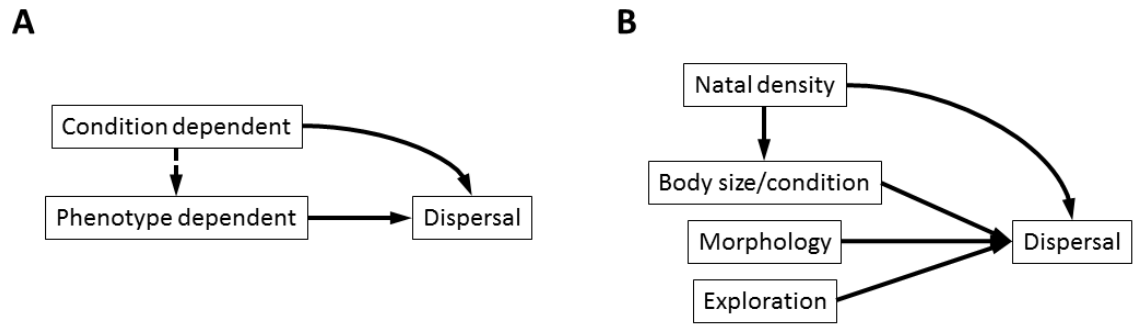 A
Condition dependent
Phenotype dependent
Dispersal
B
Natal density
Body size/condition
Morphology
Exploration
Dispersal